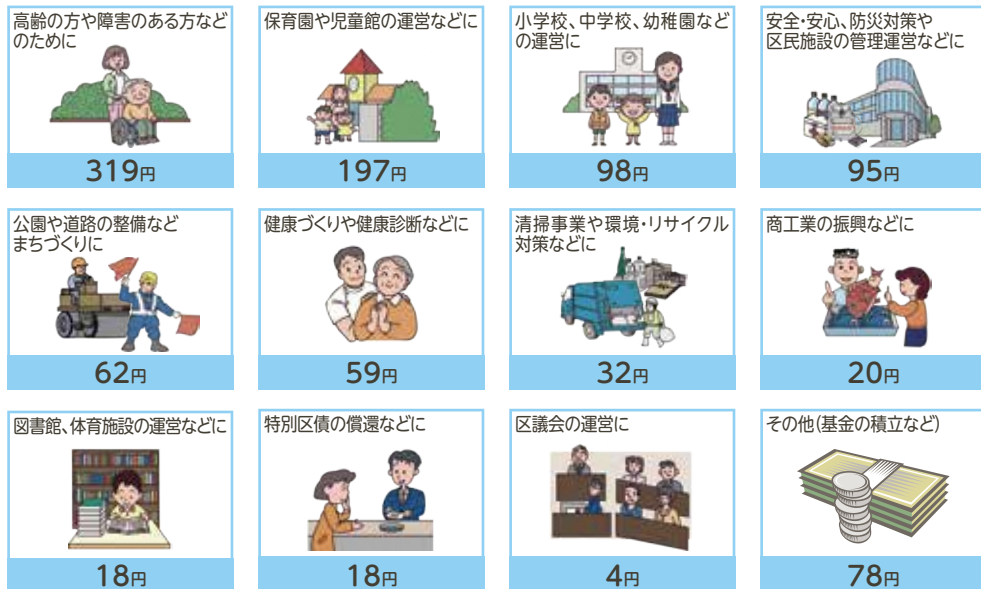 高齢の方や障害のある方など
のために
319円
保育園や児童館の運営などに
197円
小学校、中学校、幼稚園など
の運営に
98円
安全・安心、防災対策や
区民施設の管理運営などに
95円
公園や道路の整備など
まちづくりに
62円
健康づくりや健康診断などに
59円
清掃事業や環境・リサイクル
対策などに
32円
商工業の振興などに
20円
図書館、体育施設の運営などに
18円
特別区債の償還などに
18円
区議会の運営に
4円
その他(基金の積立など)
78円